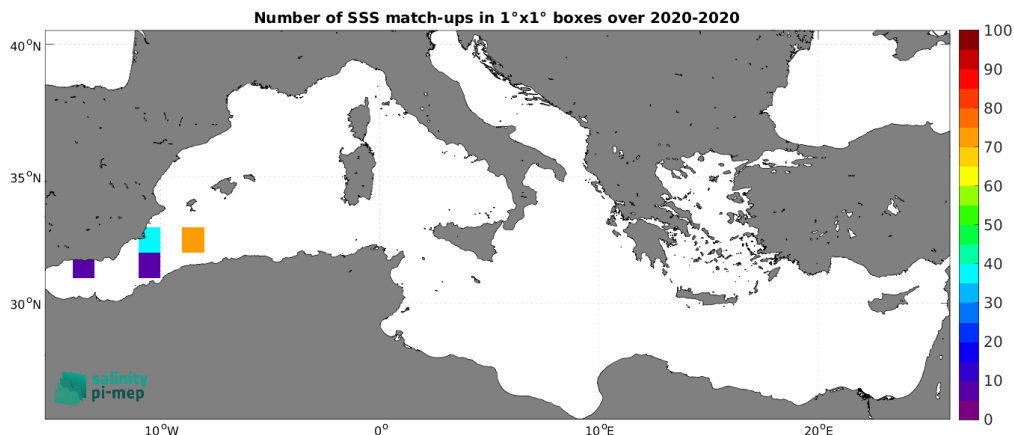 Number of SSS match-ups in 1°x1° boxes over 2020-2020
40°N
35°N
30°N
10°W
0°
10°E
20°E
100
90
80
70
60
50
40
30
20
10
0
salinity
pi-mep